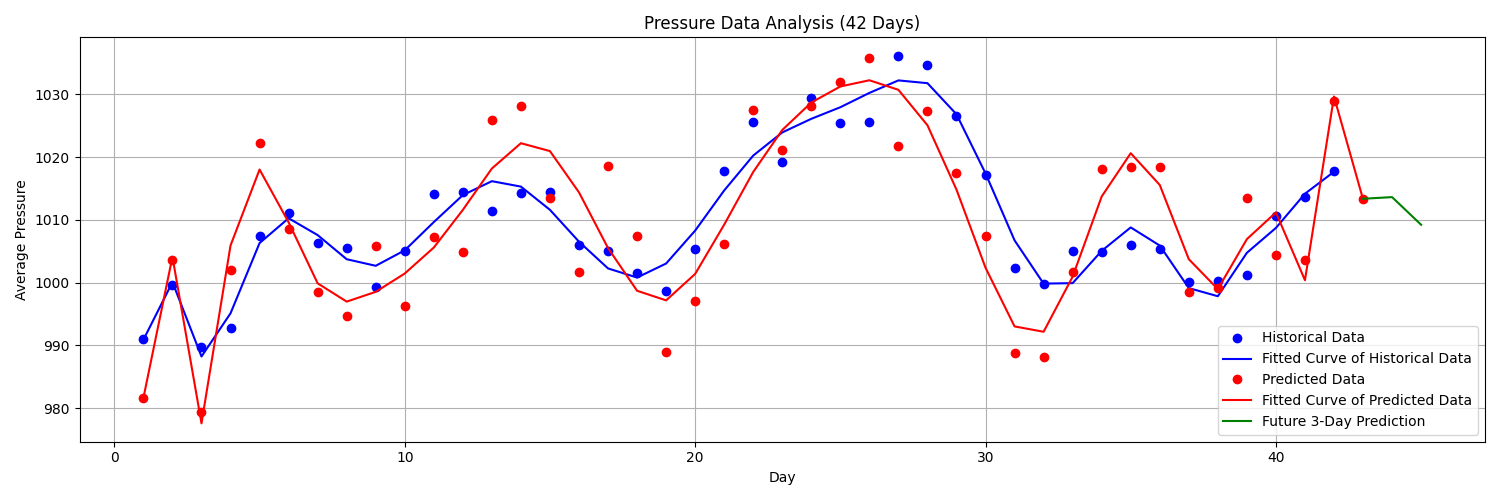 Pressure Data Analysis (42 Days)
Average Pressure
1030
1020
1010
1000
990
980
0
10
20
30
40
Day
Historical Data
Fitted Curve of Historical Data
Predicted Data
Fitted Curve of Predicted Data
Future 3-Day Prediction